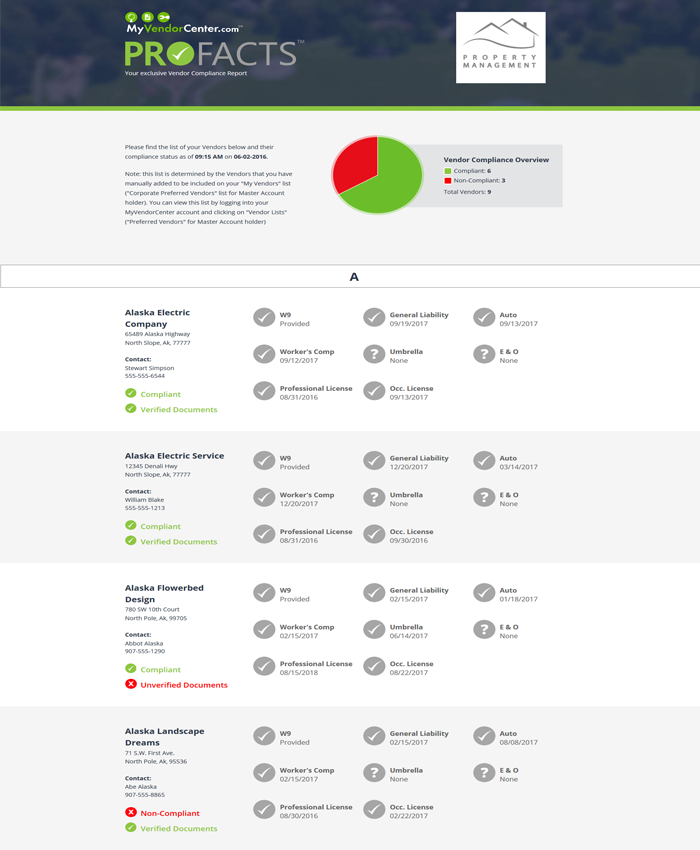 MyVendorCenter.com™
PROFACTS™
Your exclusive Vendor Compliance Report
PROPERTY
MANAGEMENT
Please find the list of your Vendors below and their
compliance status as of 09:15 AM on 06-02-2016.
Note: this list is determined by the Vendors that you have
manually added to be included on your "My Vendors" list
("Corporate Preferred Vendors" list for Master Account
holder). You can view this list by logging into your
MyVendorCenter account and clicking on "Vendor Lists"
("Preferred Vendors" for Master Account holder)
Vendor Compliance Overview
Compliant: 6
Non-Compliant: 3
Total Vendors: 9
A
Alaska Electric
Company
65489 Alaska Highway
North Slope, Ak, 77777
Contact:
Stewart Simpson
555-555-6544
Compliant
Verified Documents
W9
Provided
General Liability
09/19/2017
Auto
09/13/2017
Worker's Comp
09/12/2017
Umbrella
None
E & O
None
Professional License
08/31/2016
Occ. License
09/13/2017
Alaska Electric Service
12345 Denali Hwy
North Slope, Ak, 77777
Contact:
William Blake
555-555-1213
Compliant
Verified Documents
W9
Provided
General Liability
12/20/2017
Auto
03/14/2017
Worker's Comp
12/20/2017
Umbrella
None
E & O
None
Professional License
08/31/2016
Occ. License
09/30/2016
Alaska Flowerbed
Design
780 SW 10th Court
North Pole, Ak, 99705
Contact:
Abbot Alaska
907-555-1290
Compliant
Unverified Documents
W9
Provided
General Liability
02/15/2017
Auto
01/18/2017
Worker's Comp
02/15/2017
Umbrella
06/14/2017
E & O
None
Professional License
08/15/2018
Occ. License
08/22/2017
Alaska Landscape
Dreams
71 S.W. First Ave.
North Pole, Ak, 95536
Contact:
Abe Alaska
907-555-8865
Non-Compliant
Verified Documents
W9
Provided
General Liability
02/15/2017
Auto
08/08/2017
Worker's Comp
02/15/2017
Umbrella
None
E & O
None
Professional License
08/30/2016
Occ. License
02/22/2017